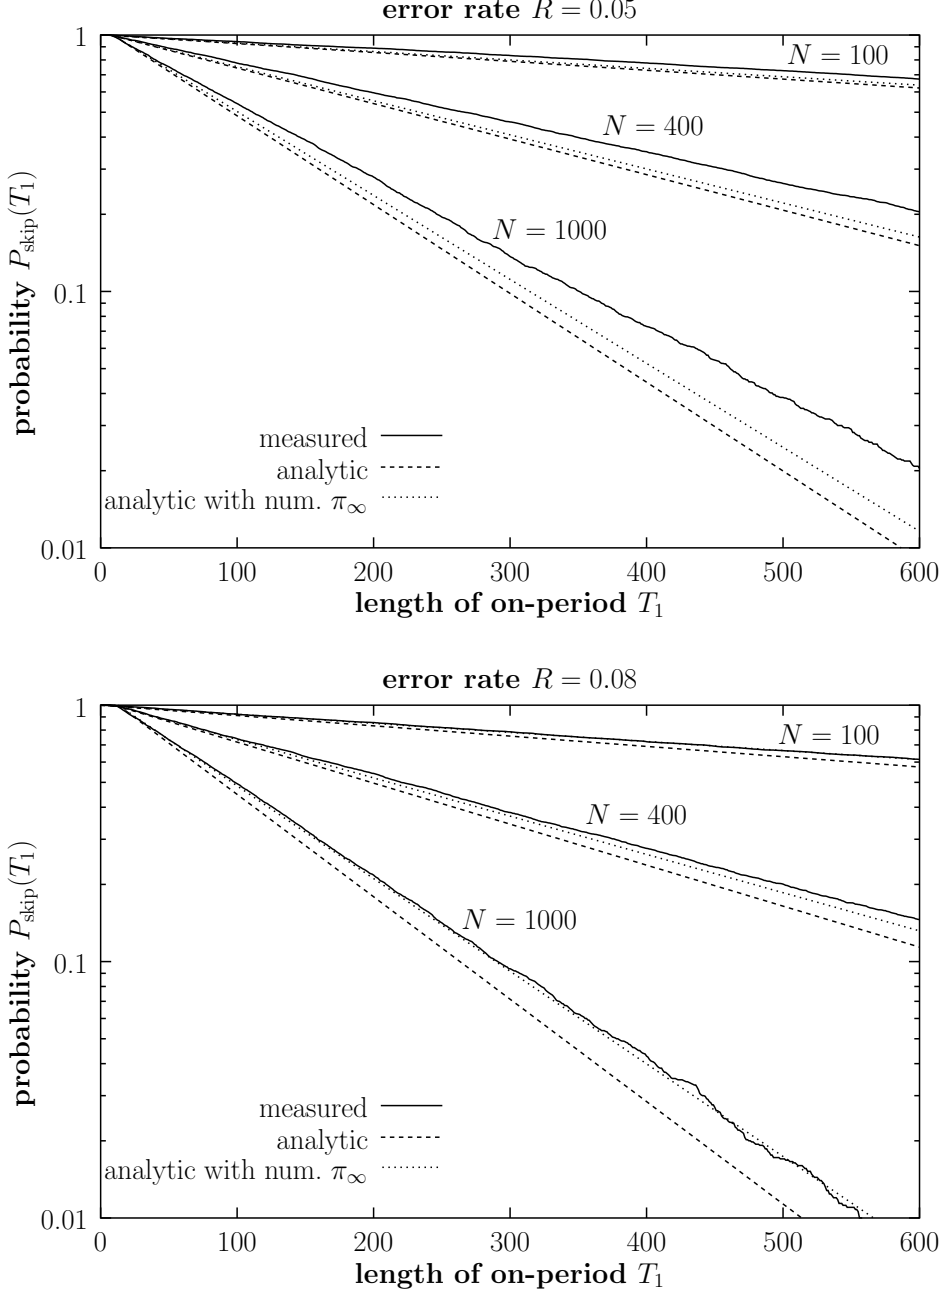 error rate R = 0.05
1
0.1
0.01
probability P_skip(T_1)
N = 100
N = 400
N = 1000
measured
analytic
analytic with num. π_∞
0 100 200 300 400 500 600
length of on-period T_1
error rate R = 0.08
1
0.1
0.01
probability P_skip(T_1)
N = 100
N = 400
N = 1000
measured
analytic
analytic with num. π_∞
0 100 200 300 400 500 600
length of on-period T_1